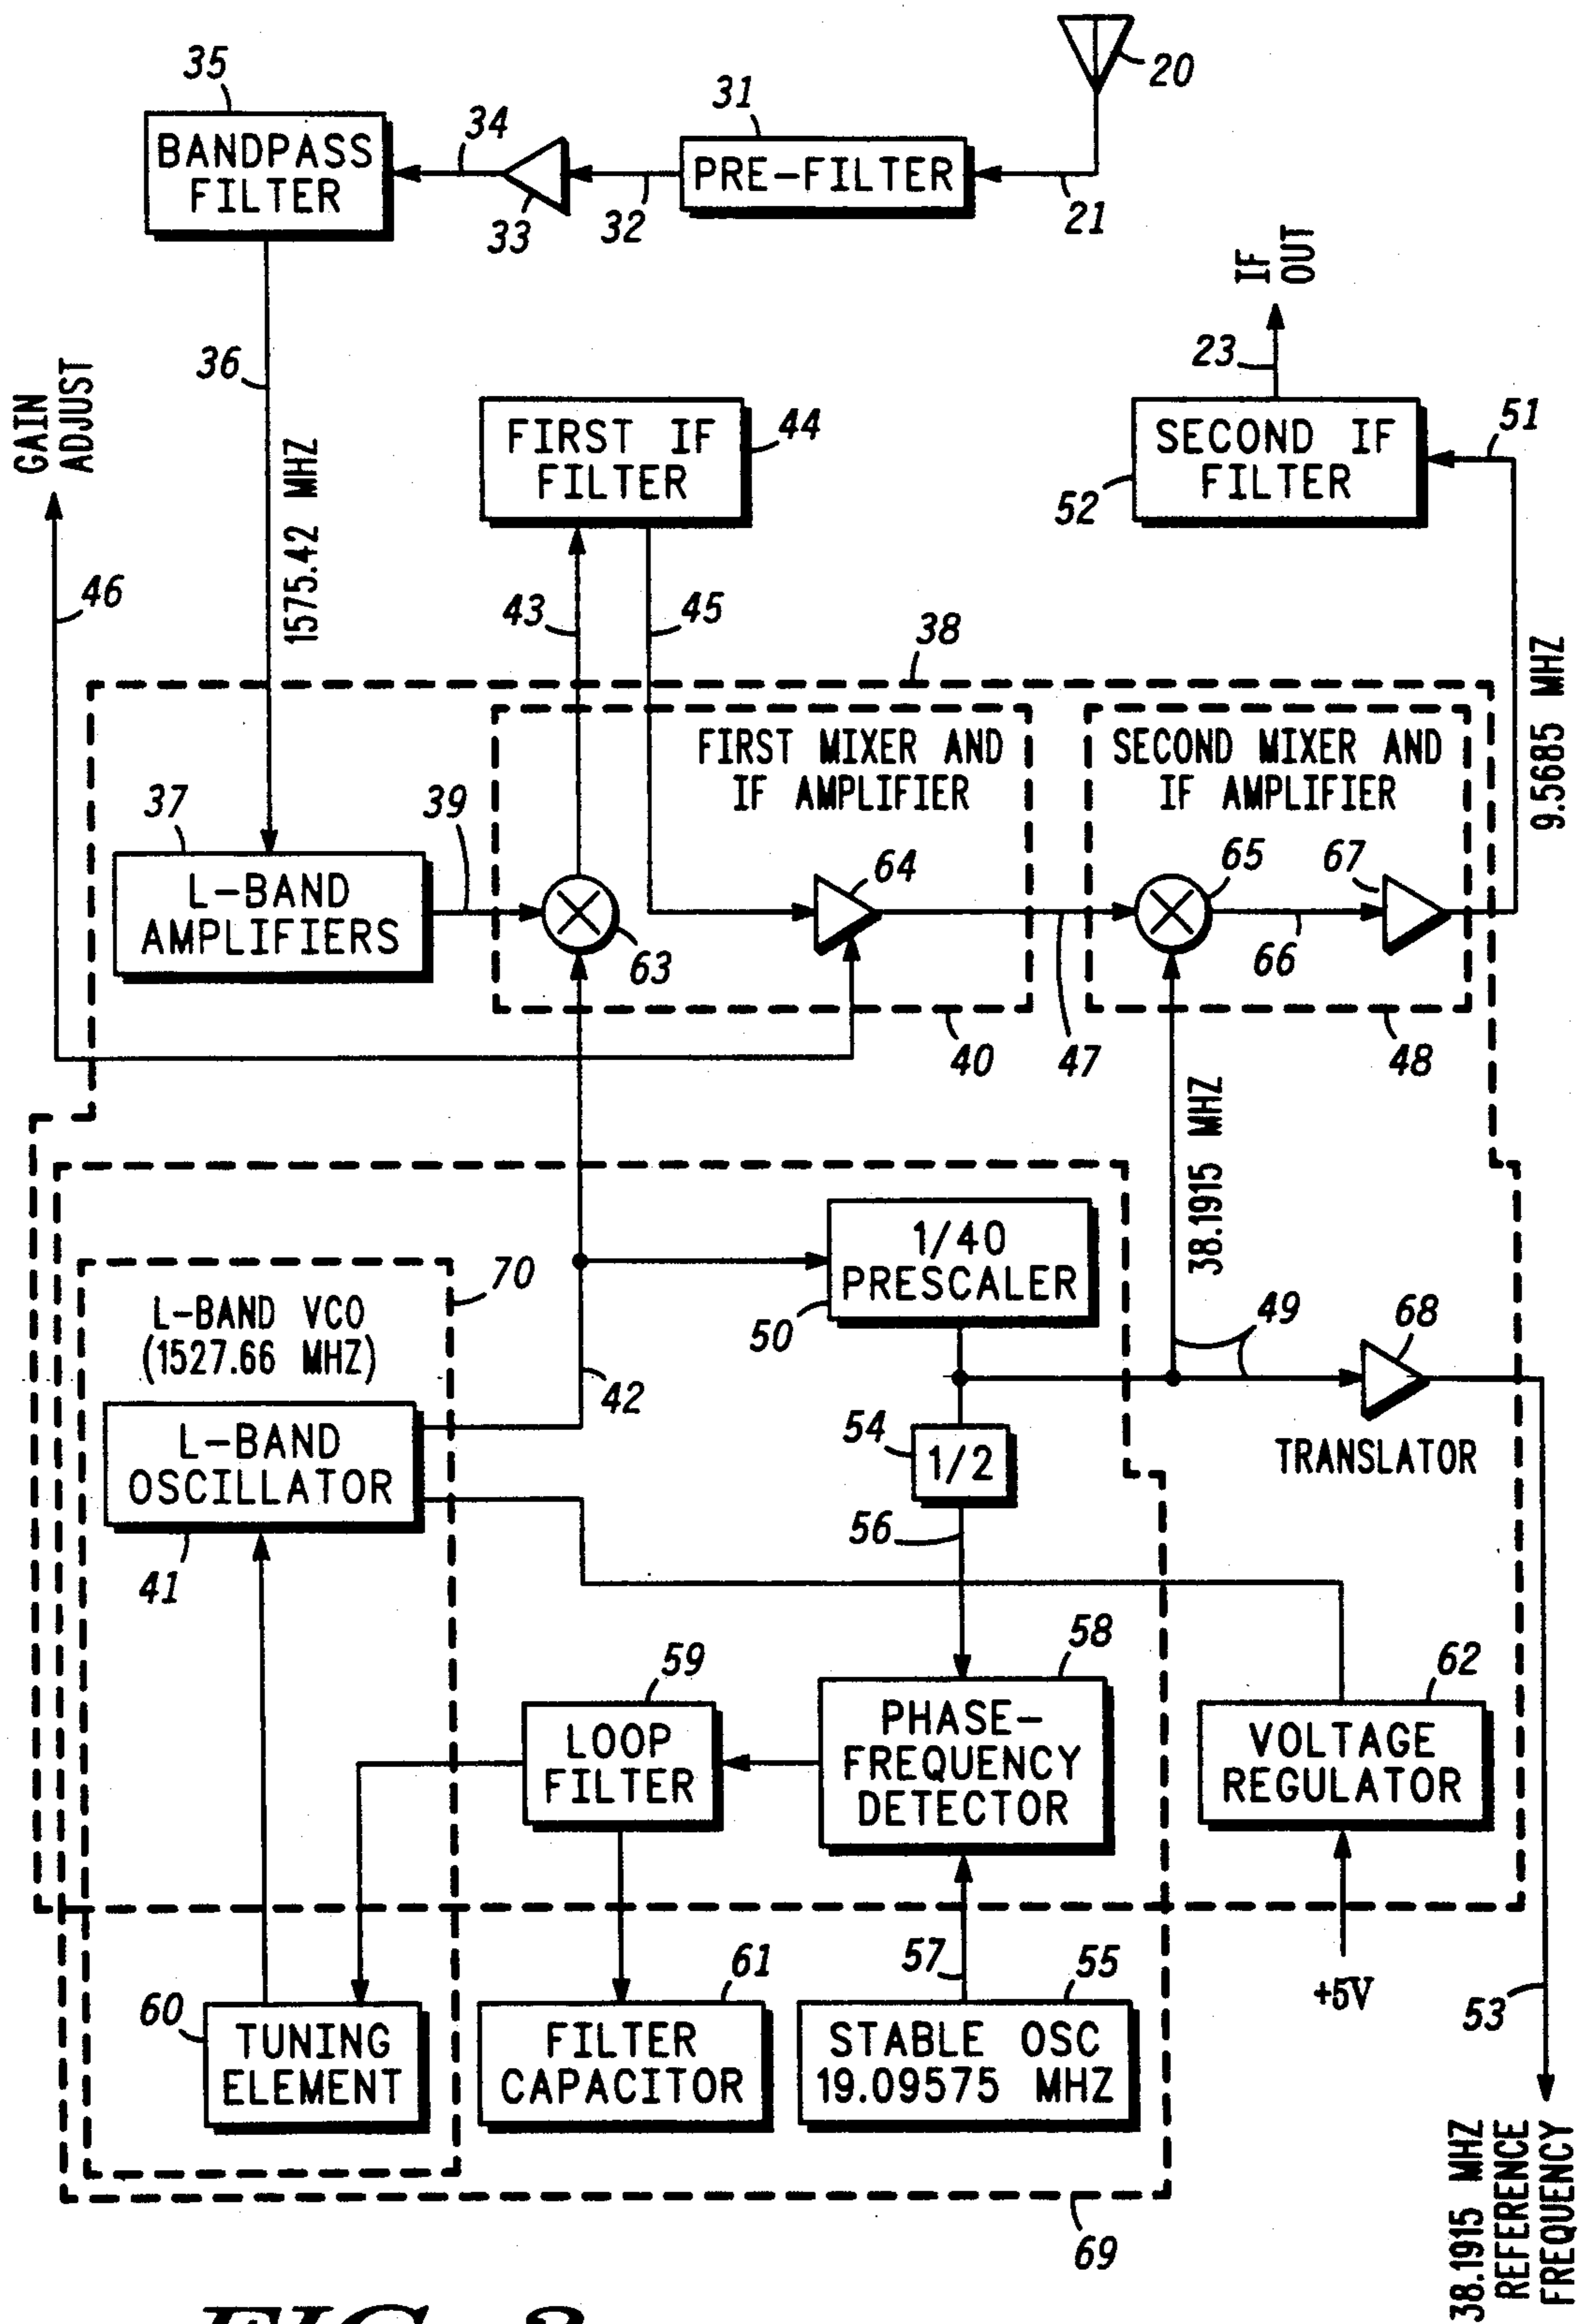 20
35
31
34
BANDPASS
FILTER
PRE-FILTER
33
32
21
IF
OUT
GAIN
ADJUST
36
23
1575.42 MHZ
FIRST IF
FILTER
44
SECOND IF
FILTER
51
52
46
43
45
38
9.5685 MHZ
FIRST MIXER AND
IF AMPLIFIER
SECOND MIXER AND
IF AMPLIFIER
37
39
L-BAND
AMPLIFIERS
64
65
67
63
66
40
47
48
38.1915 MHZ
1/40
PRESCALER
50
70
L-BAND VCO
(1527.66 MHZ)
49
68
42
L-BAND
OSCILLATOR
54
1/2
TRANSLATOR
41
56
58
59
62
LOOP
FILTER
PHASE-
FREQUENCY
DETECTOR
VOLTAGE
REGULATOR
57
55
61
60
+5V
53
TUNING
ELEMENT
FILTER
CAPACITOR
STABLE OSC
19.09575 MHZ
69
38.1915 MHZ
REFERENCE
FREQUENCY